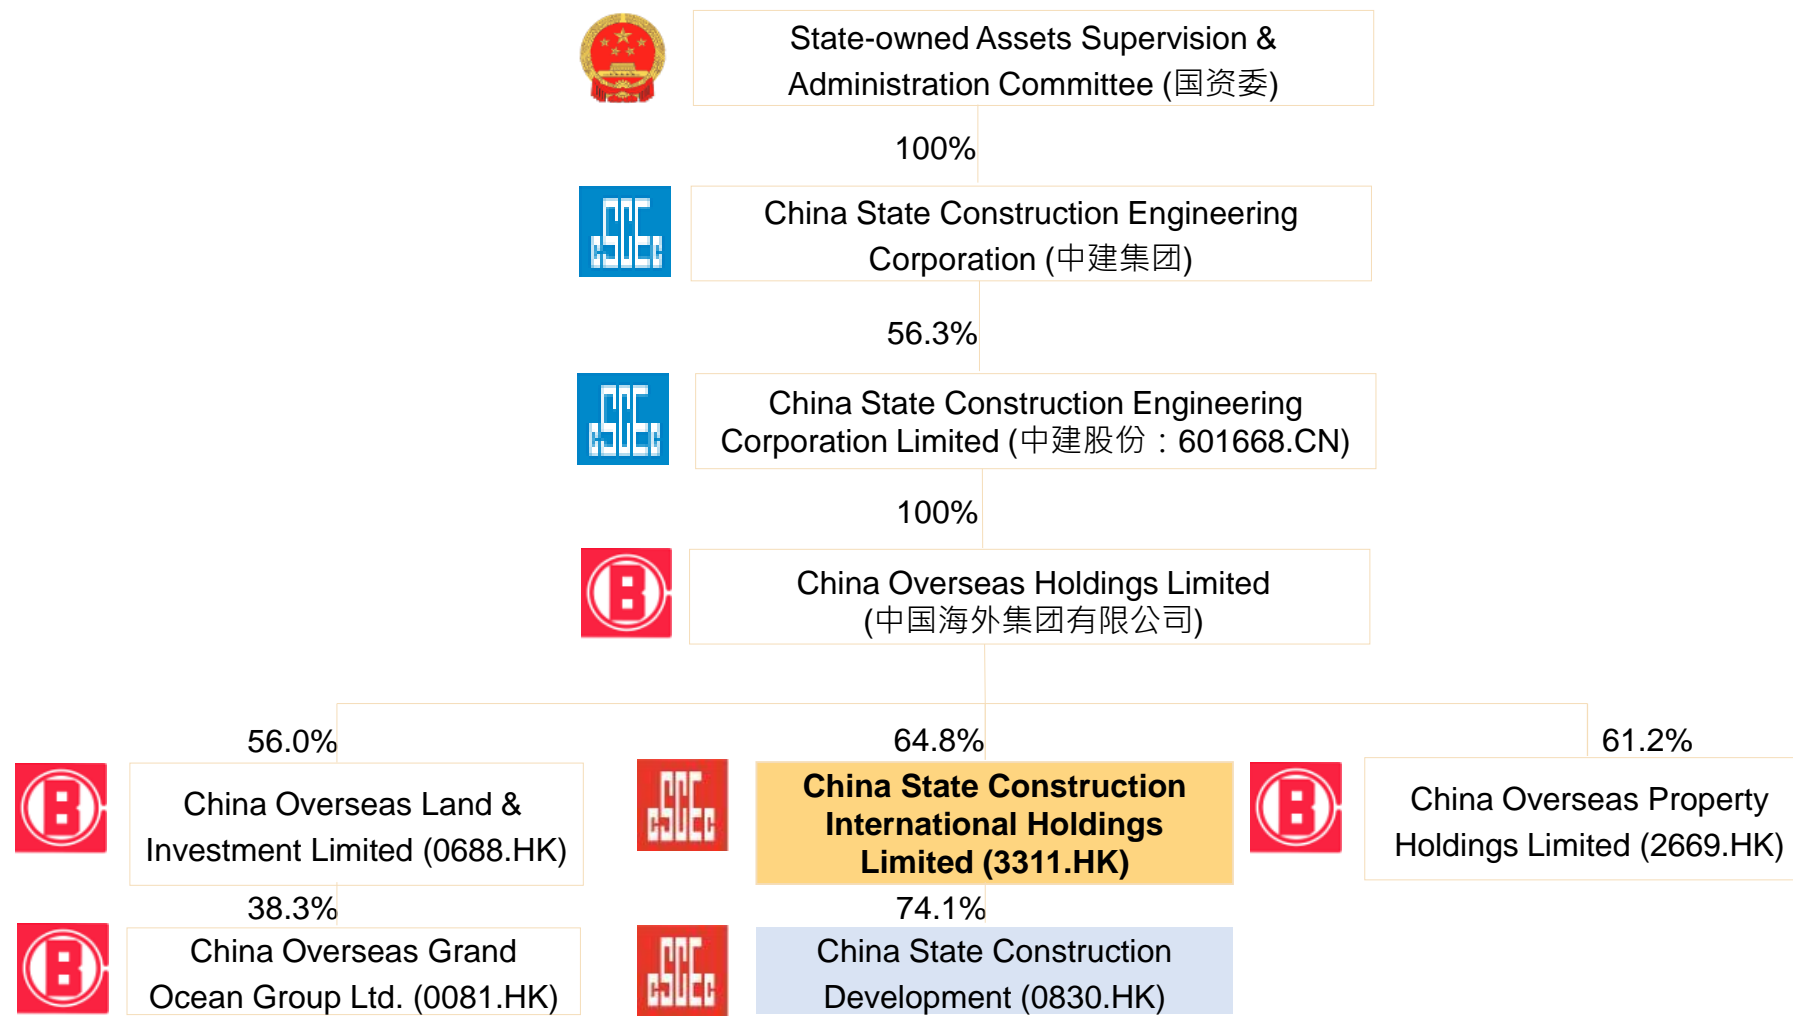 State-owned Assets Supervision &
Administration Committee (国资委)
100%
China State Construction Engineering
Corporation (中建集团)
56.3%
China State Construction Engineering
Corporation Limited (中建股份：601668.CN)
100%
China Overseas Holdings Limited
(中国海外集团有限公司)
56.0%
64.8%
61.2%
China Overseas Land &
Investment Limited (0688.HK)
China State Construction
International Holdings
Limited (3311.HK)
China Overseas Property
Holdings Limited (2669.HK)
38.3%
74.1%
China Overseas Grand
Ocean Group Ltd. (0081.HK)
China State Construction
Development (0830.HK)
CSCEC
CSCEC
CSCEC
CSCEC